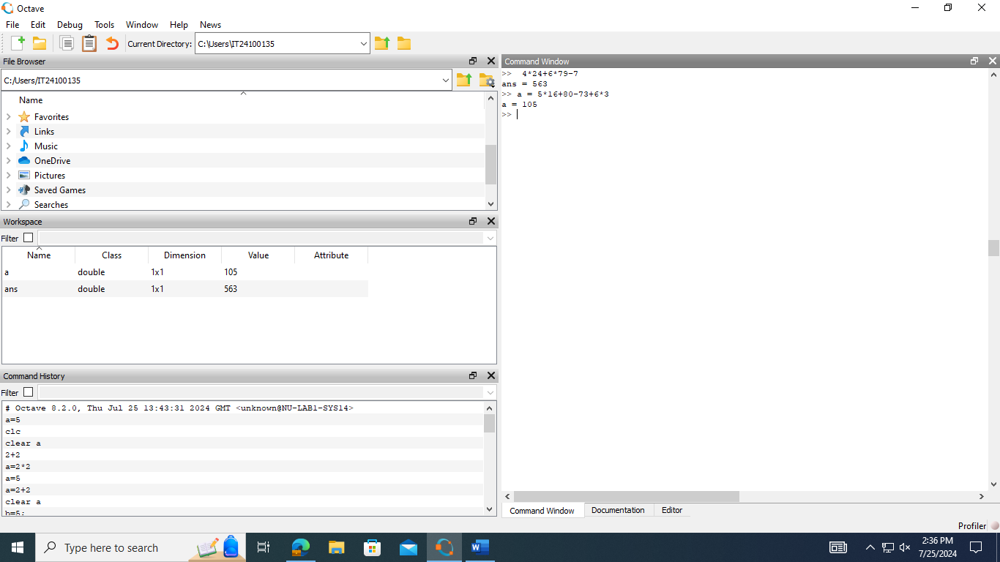 Octave
File Edit Debug Tools Window Help News
Current Directory: C:\Users\IT24100135
File Browser
C:/Users/IT24100135
Name
Favorites
Links
Music
OneDrive
Pictures
Saved Games
Searches
Workspace
Filter
Name Class Dimension Value Attribute
a double 1x1 105
ans double 1x1 563
Command History
Filter
# Octave 8.2.0, Thu Jul 25 13:43:31 2024 GMT <unknown@NU-LAB1-SYS14>
a=5
clc
clear a
2+2
a=2*2
a=5
a=2+2
clear a
b=5;
Command Window
>>  4*24+6*79-7
ans = 563
>> a = 5*16+80-73+6*3
a = 105
>>
Command Window Documentation Editor
Profiler
Type here to search
2:36 PM
7/25/2024